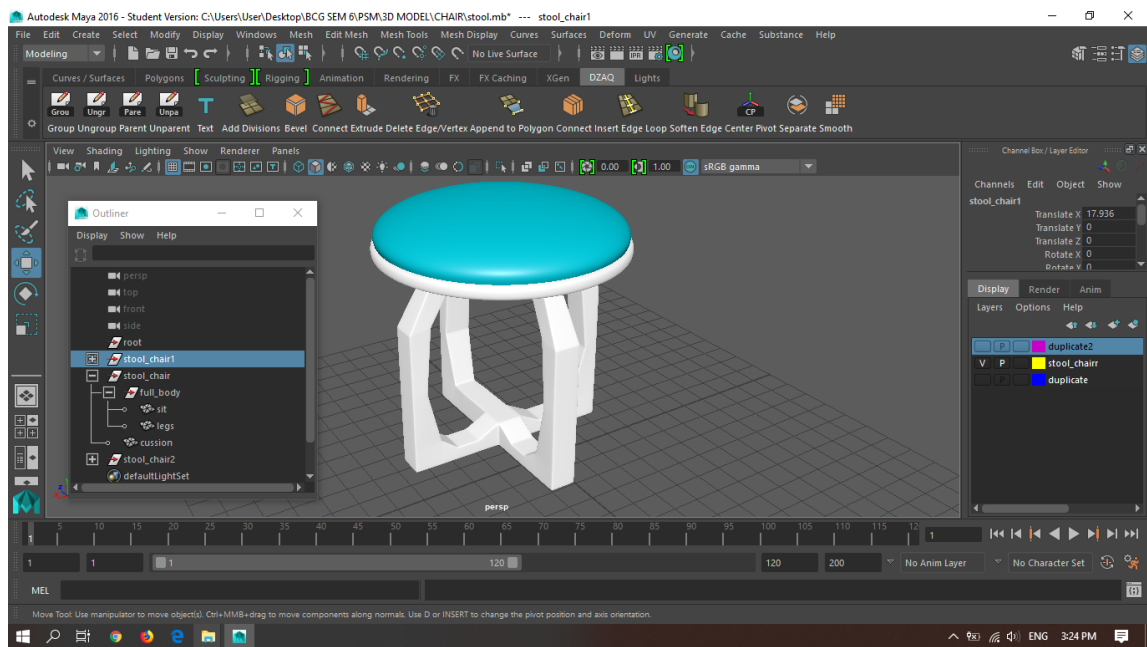 Autodesk Maya 2016 - Student Version: C:\Users\User\Desktop\BCG SEM 6\PSM\3D MODEL\CHAIR\stool.mb* --- stool_chair1
File Edit Create Select Modify Display Windows Mesh Edit Mesh Mesh Tools Mesh Display Curves Surfaces Deform UV Generate Cache Substance Help
Modeling No Live Surface IPR
Curves / Surfaces Polygons Sculpting Rigging Animation Rendering FX FX Caching XGen DZAQ Lights
Grou Ungr Pare Unpa CP
Group Ungroup Parent Unparent Text Add Divisions Bevel Connect Extrude Delete Edge/Vertex Append to Polygon Connect Insert Edge Loop Soften Edge Center Pivot Separate Smooth
View Shading Lighting Show Renderer Panels
0.00 1.00 sRGB gamma
Outliner
Display Show Help
persp
top
front
side
root
stool_chair1
stool_chair
full_body
sit
legs
cussion
stool_chair2
defaultLightSet
persp
Channel Box / Layer Editor
Channels Edit Object Show
stool_chair1
Translate X 17.936
Translate Y 0
Translate Z 0
Rotate X 0
Rotate Y 0
Display Render Anim
Layers Options Help
P duplicate2
V P stool_chairr
P duplicate
5 10 15 20 25 30 35 40 45 50 55 60 65 70 75 80 85 90 95 100 105 110 115 12
1 1
1 1 1 120 120 200 No Anim Layer No Character Set
MEL
Move Tool: Use manipulator to move object(s). Ctrl+MMB+drag to move components along normals. Use D or INSERT to change the pivot position and axis orientation.
ENG 3:24 PM